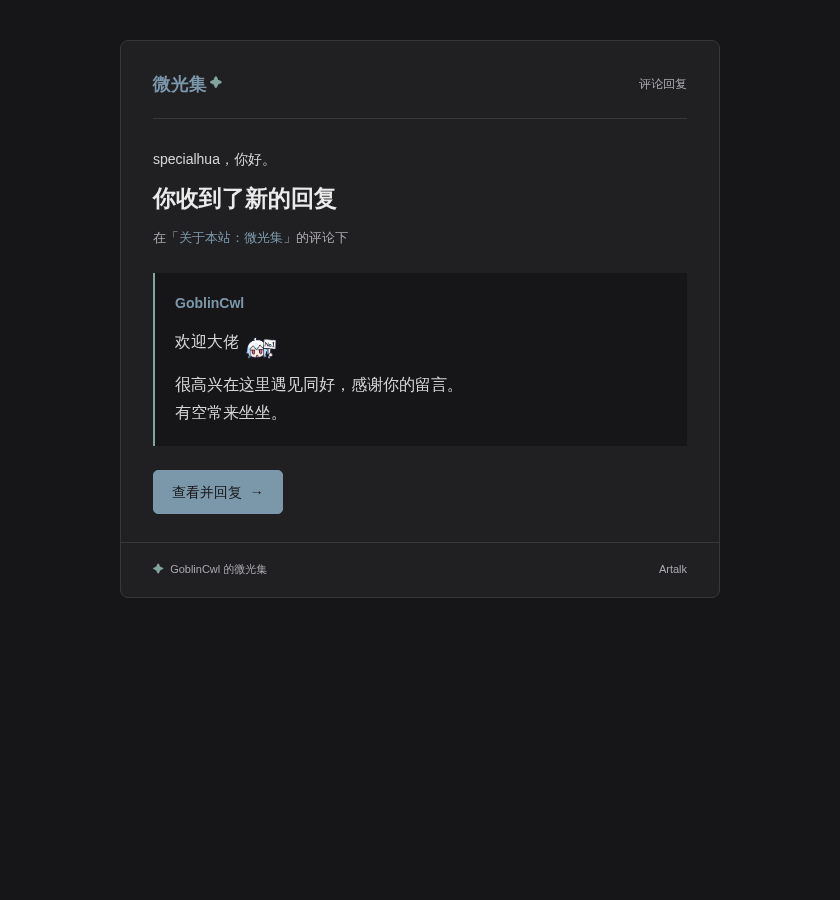 微光集
评论回复
specialhua，你好。
你收到了新的回复
在「关于本站：微光集」的评论下
GoblinCwl
欢迎大佬
很高兴在这里遇见同好，感谢你的留言。
有空常来坐坐。
查看并回复 →
GoblinCwl 的微光集
Artalk